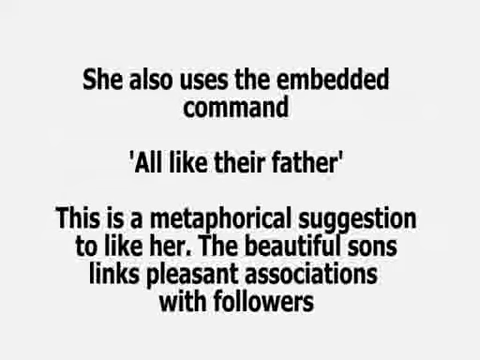 She also uses the embedded
command
'All like their father'
This is a metaphorical suggestion
to like her. The beautiful sons
links pleasant associations
with followers